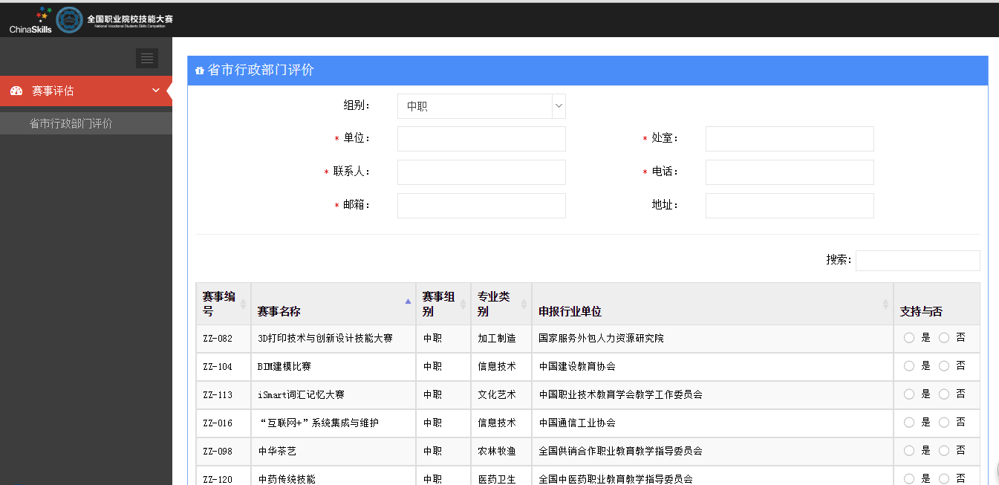 ChinaSkills
全国职业院校技能大赛
National Vocational Students Skills Competition
赛事评估
省市行政部门评价
省市行政部门评价
组别： 中职
* 单位： * 处室：
* 联系人： * 电话：
* 邮箱： 地址：
搜索：
赛事编号 赛事名称 赛事组别 专业类别 申报行业单位 支持与否
ZZ-082 3D打印技术与创新设计技能大赛 中职 加工制造 国家服务外包人力资源研究院 是 否
ZZ-104 BIM建模比赛 中职 信息技术 中国建设教育协会 是 否
ZZ-113 iSmart词汇记忆大赛 中职 文化艺术 中国职业技术教育学会教学工作委员会 是 否
ZZ-016 “互联网+”系统集成与维护 中职 信息技术 中国通信工业协会 是 否
ZZ-098 中华茶艺 中职 农林牧渔 全国供销合作职业教育教学指导委员会 是 否
ZZ-120 中药传统技能 中职 医药卫生 全国中医药职业教育教学指导委员会 是 否